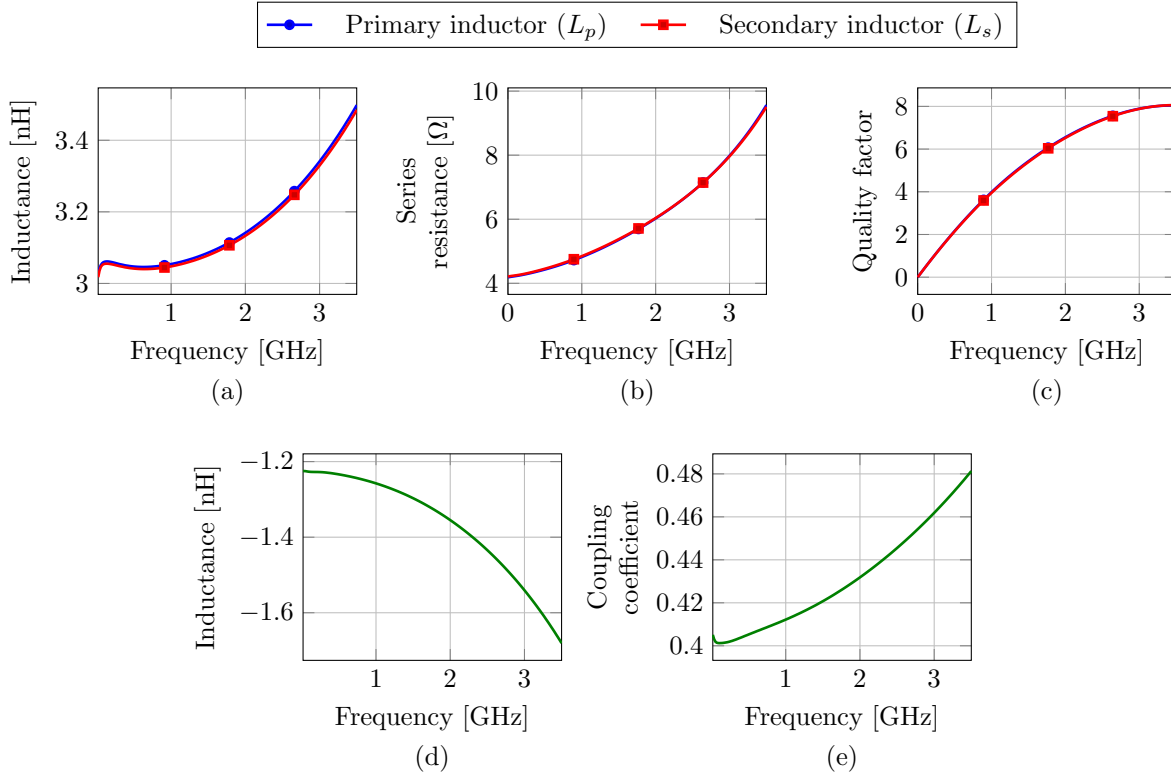 Primary inductor (Lp) Secondary inductor (Ls)
Inductance [nH]
3.4
3.2
3
1 2 3
Frequency [GHz]
(a)
Series
resistance [Ω]
10
8
6
4
0 1 2 3
Frequency [GHz]
(b)
Quality factor
8
6
4
2
0
0 1 2 3
Frequency [GHz]
(c)
Inductance [nH]
−1.2
−1.4
−1.6
1 2 3
Frequency [GHz]
(d)
Coupling
coefficient
0.48
0.46
0.44
0.42
0.4
1 2 3
Frequency [GHz]
(e)